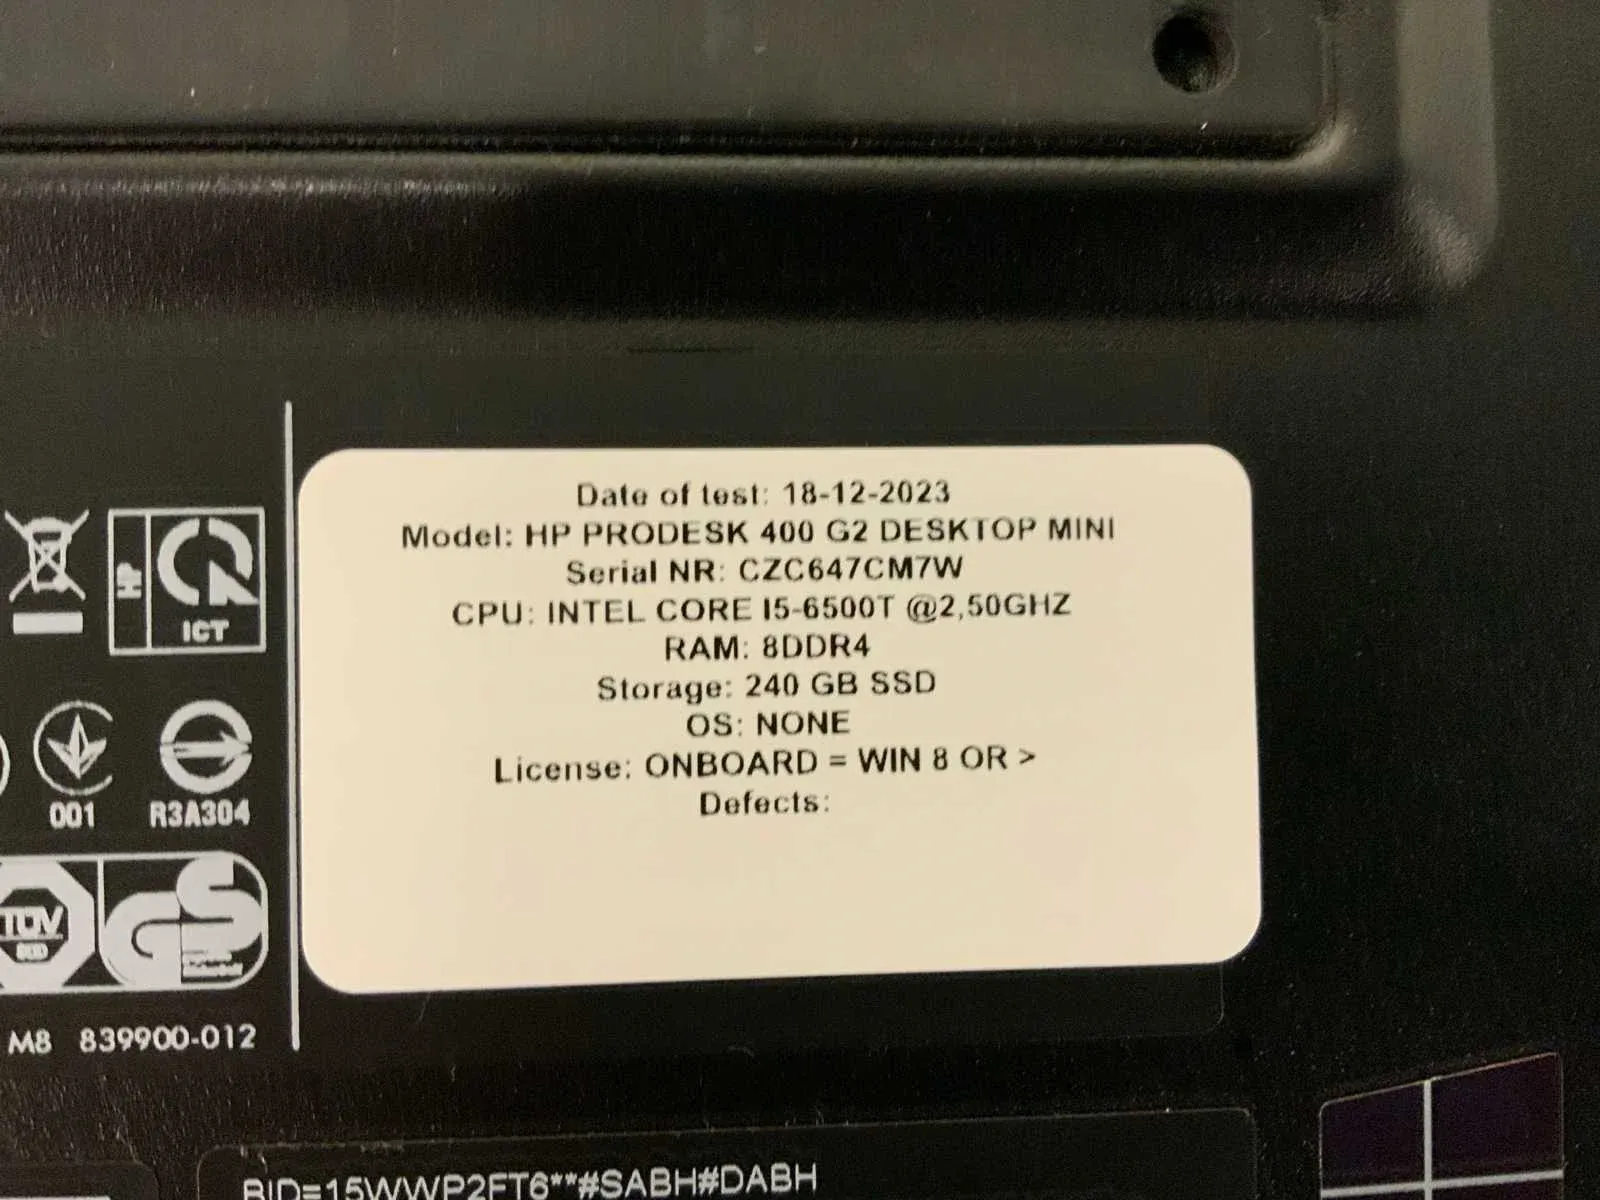 Date of test: 18-12-2023
Model: HP PRODESK 400 G2 DESKTOP MINI
Serial NR: CZC647CM7W
CPU: INTEL CORE I5-6500T @2,50GHZ
RAM: 8DDR4
Storage: 240 GB SSD
OS: NONE
License: ONBOARD = WIN 8 OR >
Defects:
HP
ICT
001
R3A304
TÜV
GS
M8 839900-012
BID=15WWP2FT6**#SABH#DABH